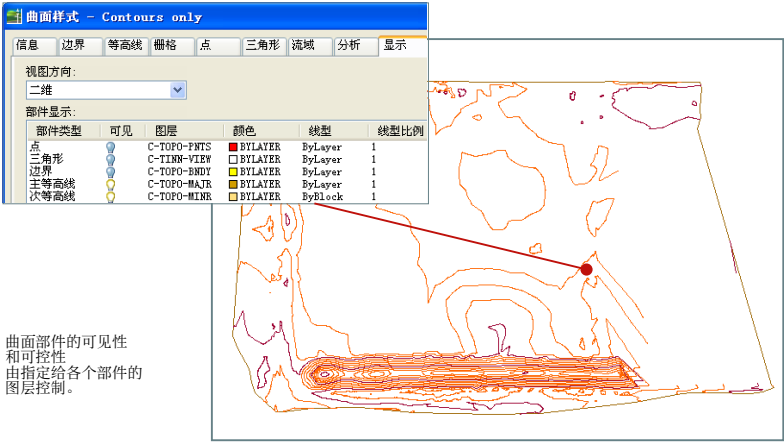 曲面样式 - Contours only
信息 边界 等高线 栅格 点 三角形 流域 分析 显示
视图方向:
二维
部件显示:
部件类型 可见 图层 颜色 线型 线型比例
点 C-TOPO-PNTS BYLAYER ByLayer 1
三角形 C-TINN-VIEW BYLAYER ByLayer 1
边界 C-TOPO-BNDY BYLAYER ByLayer 1
主等高线 C-TOPO-MAJR BYLAYER ByLayer 1
次等高线 C-TOPO-MINR BYLAYER ByBlock 1
曲面部件的可见性
和可控性
由指定给各个部件的
图层控制。